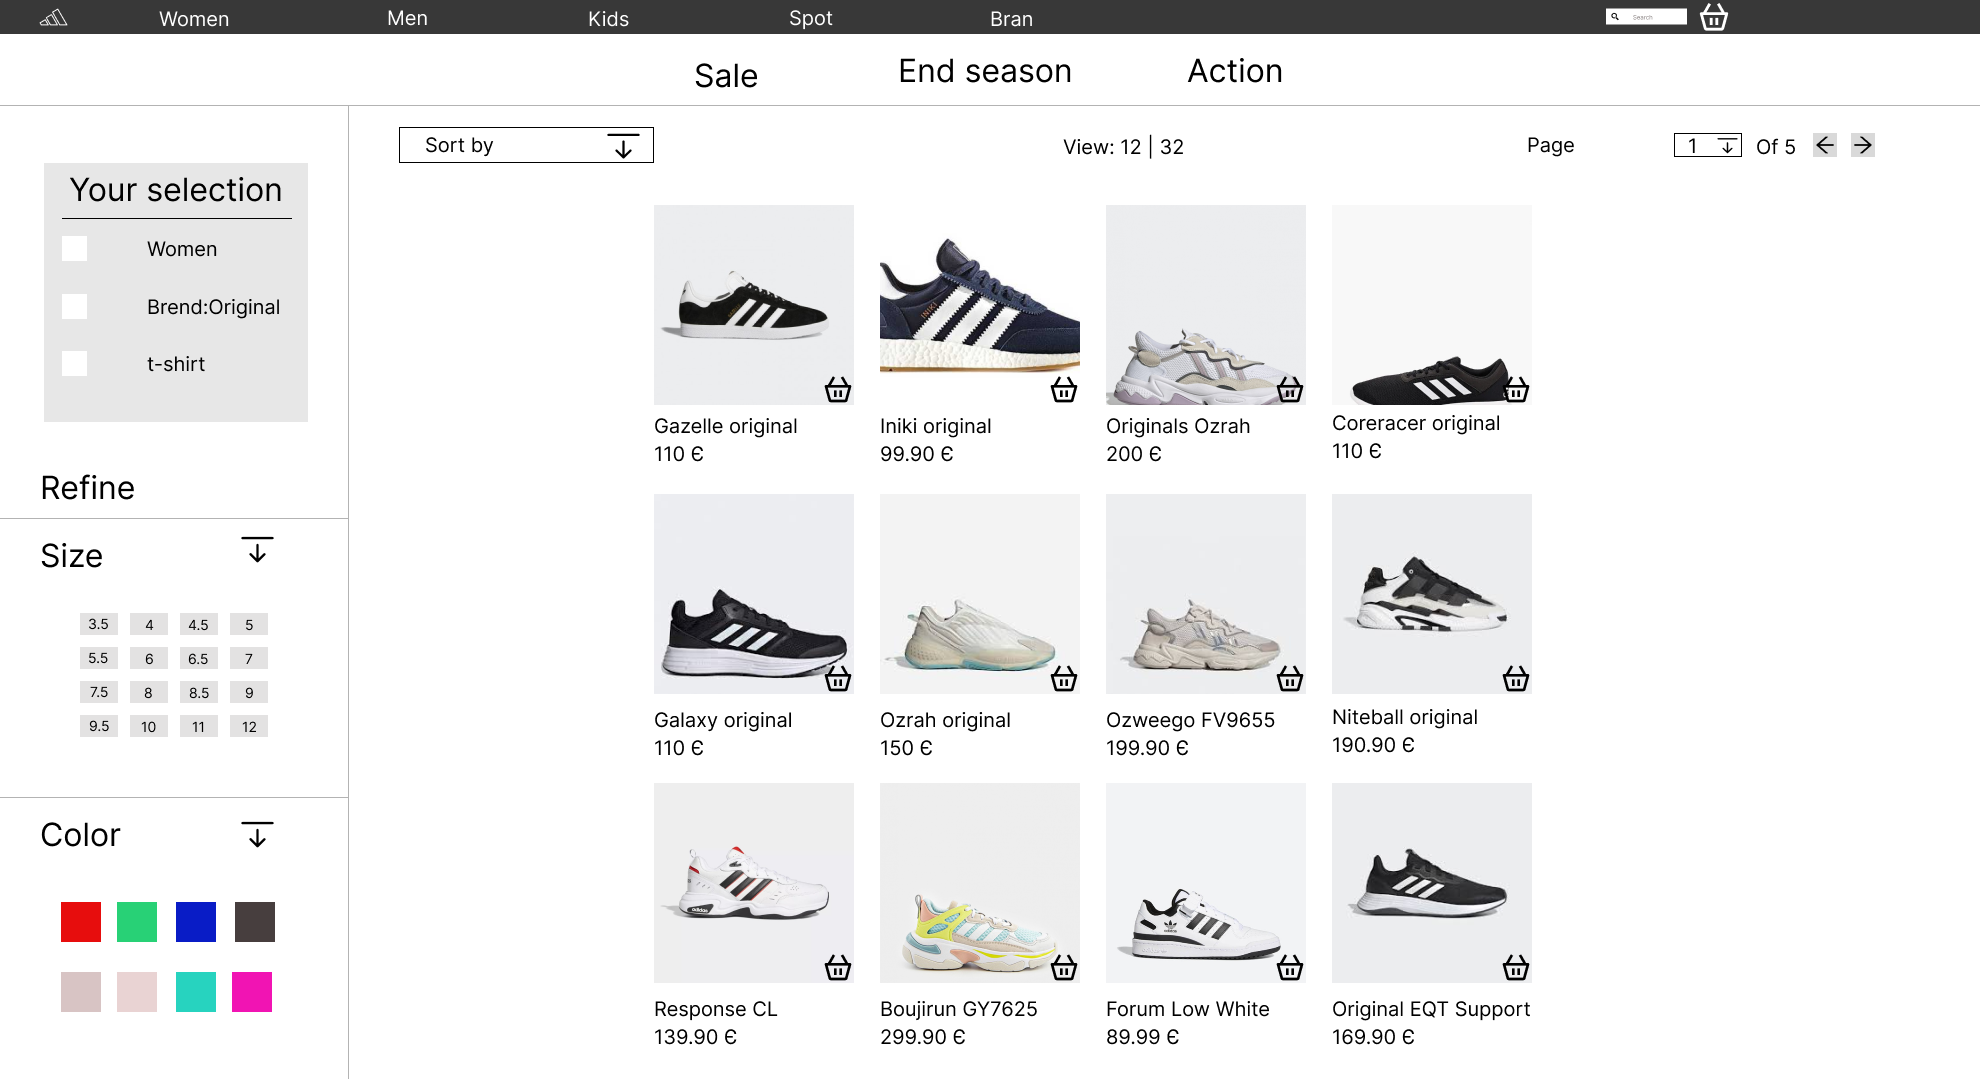 Women
Men
Kids
Spot
Bran
Search
Sale
End season
Action
Sort by
View: 12 | 32
Page
1
Of 5
Your selection
Women
Brend:Original
t-shirt
Refine
Size
3.5 4 4.5 5
5.5 6 6.5 7
7.5 8 8.5 9
9.5 10 11 12
Color
INIKI
Gazelle original
110 €
Iniki original
99.90 €
Originals Ozrah
200 €
Coreracer original
110 €
Galaxy original
110 €
Ozrah original
150 €
Ozweego FV9655
199.90 €
Niteball original
190.90 €
adidas
adidas
Response CL
139.90 €
Boujirun GY7625
299.90 €
Forum Low White
89.99 €
Original EQT Support
169.90 €